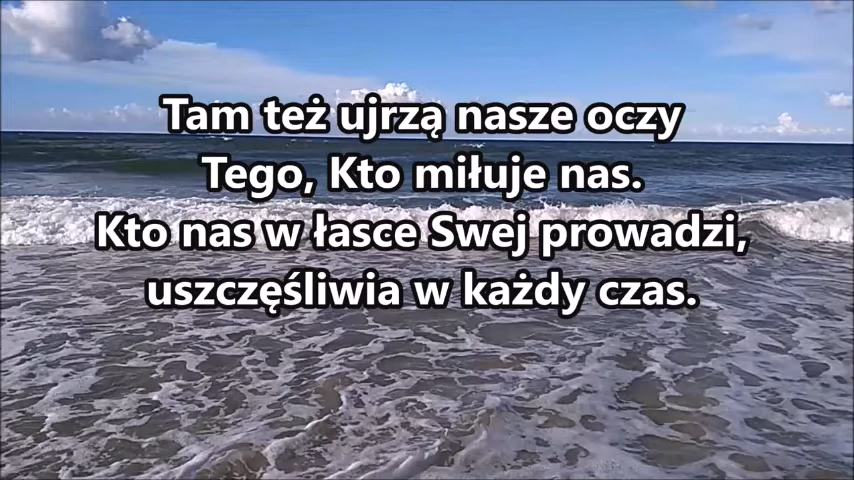 Tam też ujrzą nasze oczy
Tego, Kto miłuje nas.
Kto nas w łasce Swej prowadzi,
uszczęśliwia w każdy czas.